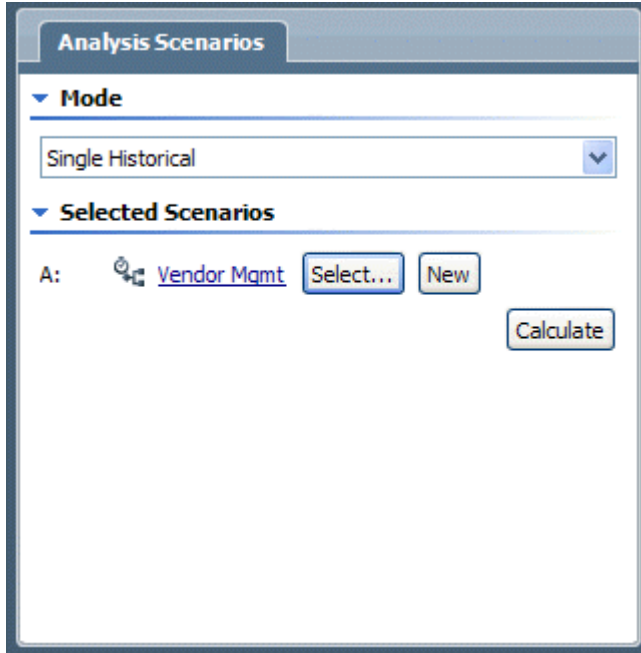 Analysis Scenarios
Mode
Single Historical
Selected Scenarios
A: Vendor Mgmt Select... New
Calculate